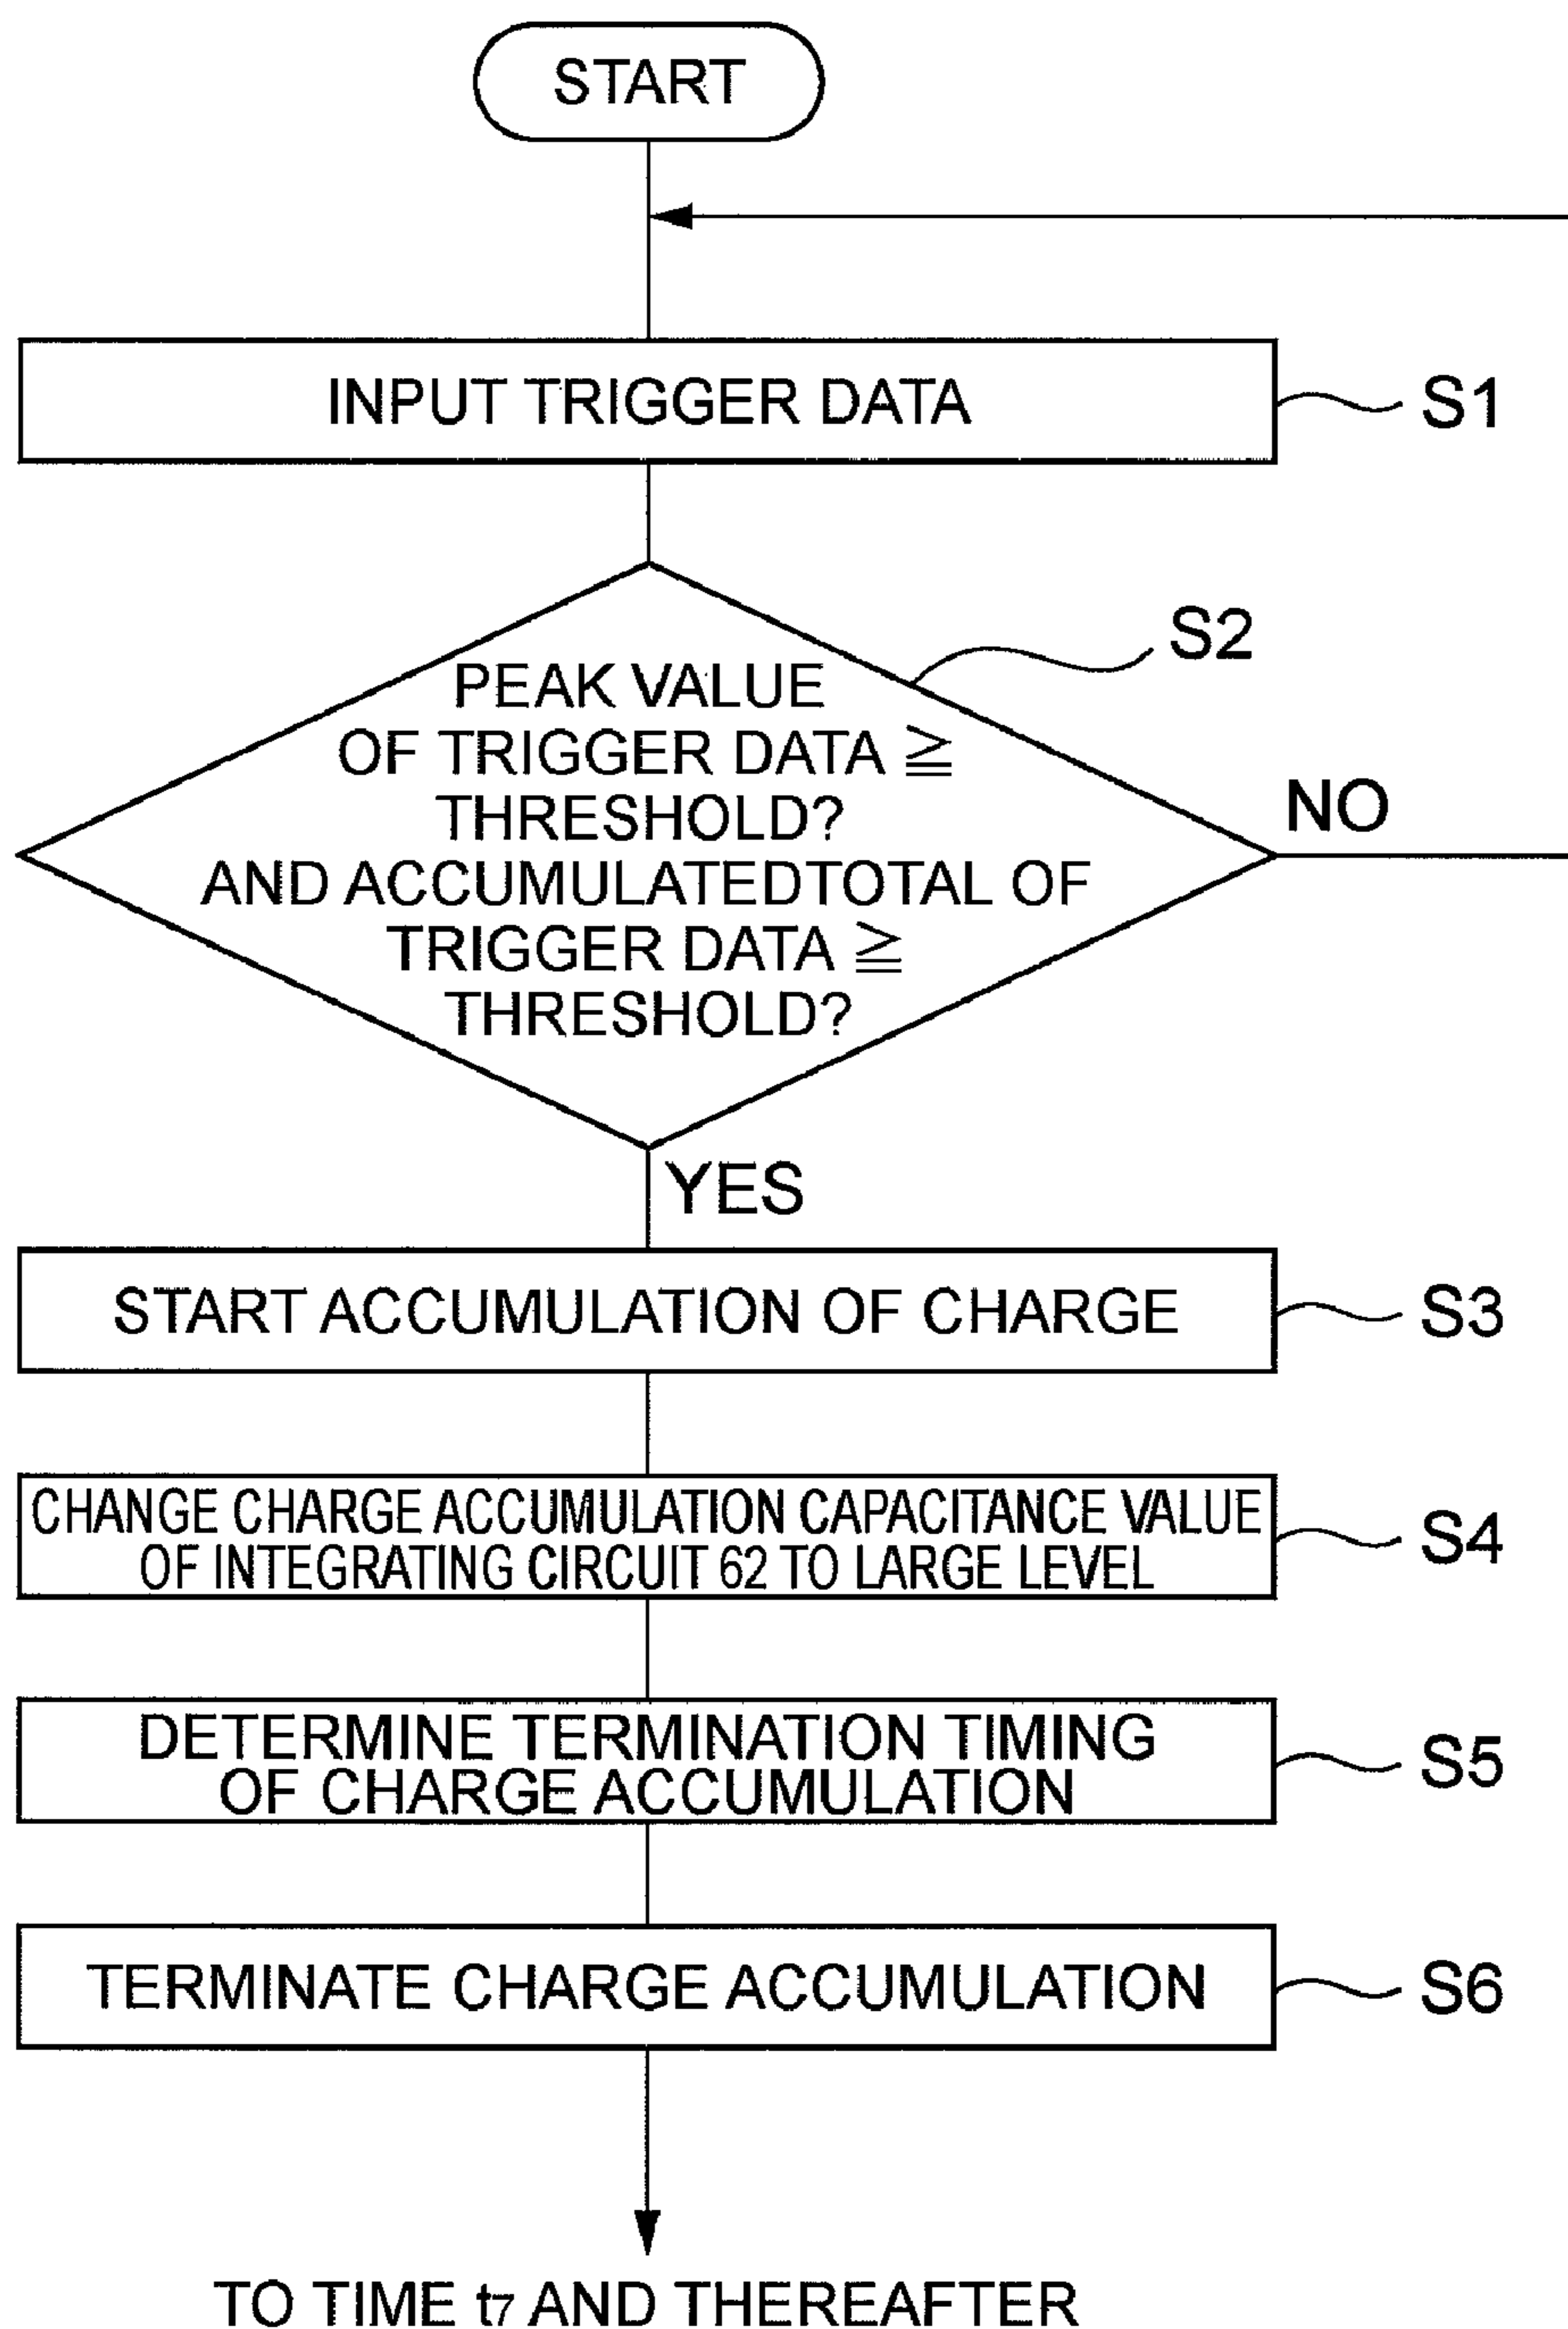 START
INPUT TRIGGER DATA
S1
S2
PEAK VALUE
OF TRIGGER DATA ≧
THRESHOLD?
AND ACCUMULATEDTOTAL OF
TRIGGER DATA ≧
THRESHOLD?
NO
YES
START ACCUMULATION OF CHARGE
S3
CHANGE CHARGE ACCUMULATION CAPACITANCE VALUE
OF INTEGRATING CIRCUIT 62 TO LARGE LEVEL
S4
DETERMINE TERMINATION TIMING
OF CHARGE ACCUMULATION
S5
TERMINATE CHARGE ACCUMULATION
S6
TO TIME t7 AND THEREAFTER